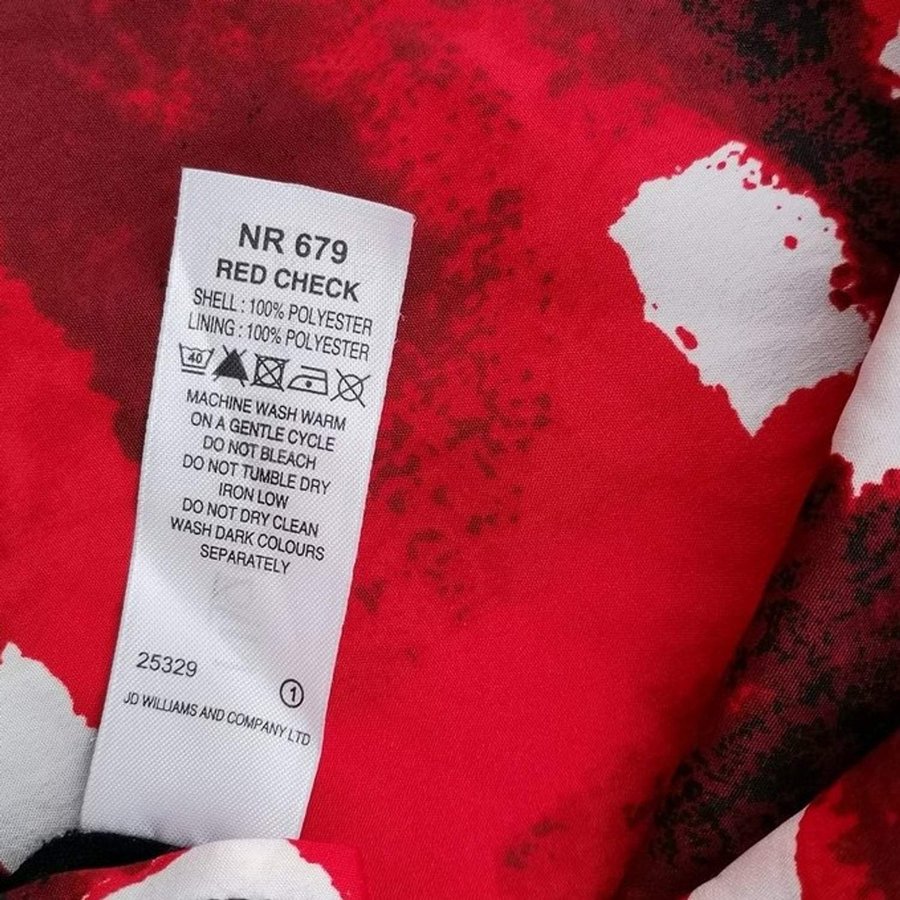 NR 679
RED CHECK
SHELL : 100% POLYESTER
LINING : 100% POLYESTER
40
MACHINE WASH WARM
ON A GENTLE CYCLE
DO NOT BLEACH
DO NOT TUMBLE DRY
IRON LOW
DO NOT DRY CLEAN
WASH DARK COLOURS
SEPARATELY
25329
1
JD WILLIAMS AND COMPANY LTD